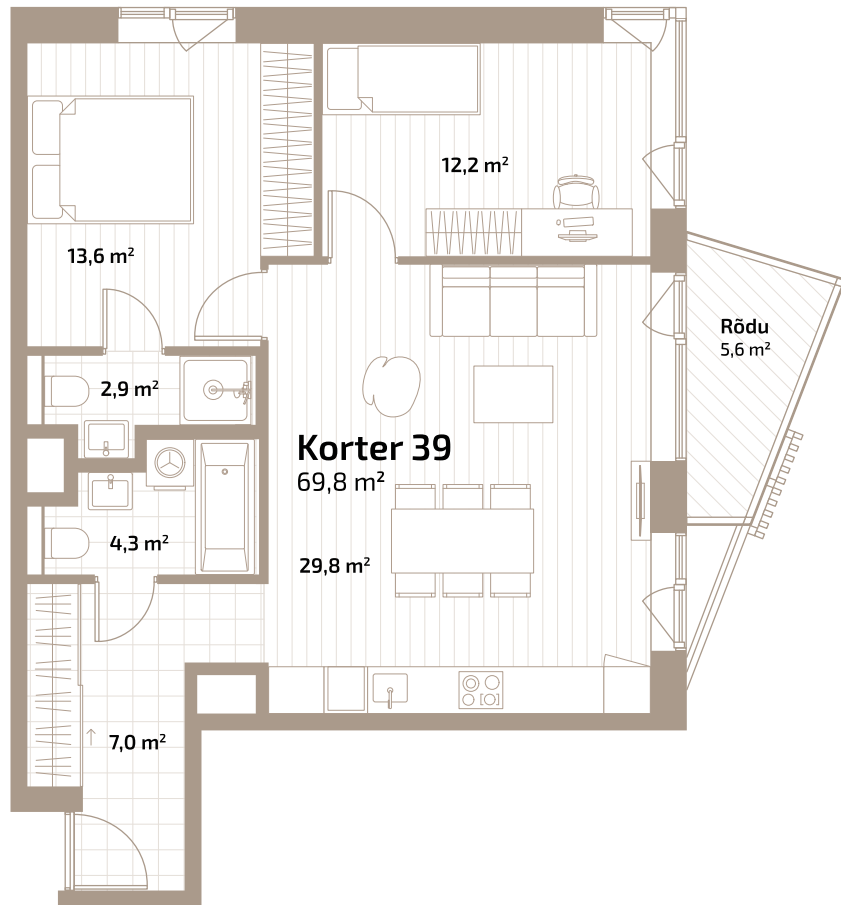 12,2 m²
13,6 m²
Rõdu
5,6 m²
2,9 m²
Korter 39
69,8 m²
4,3 m²
29,8 m²
7,0 m²